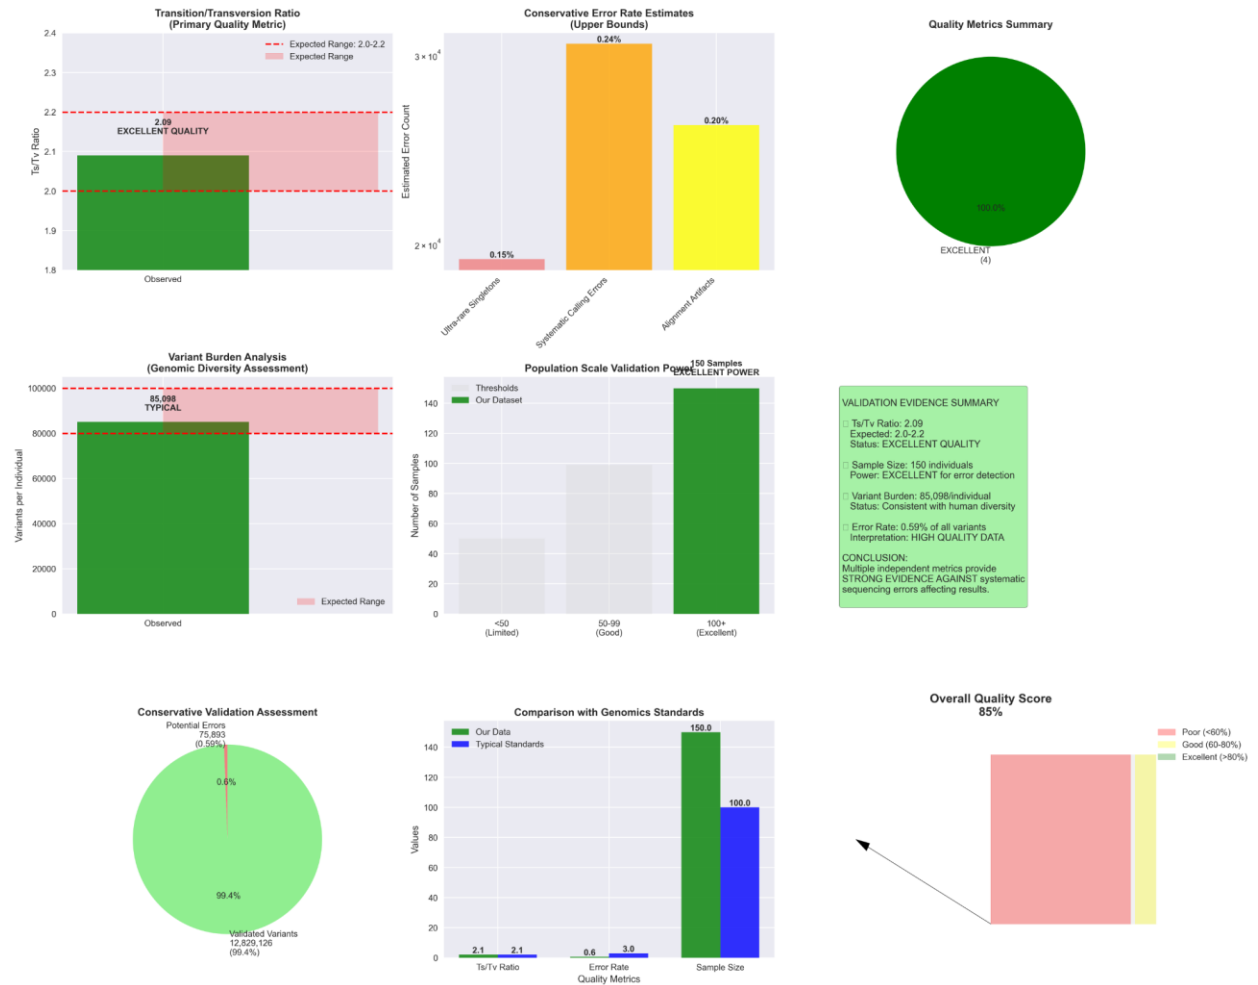 Transition/Transversion Ratio
(Primary Quality Metric)
2.4
2.3
2.2
2.1
2.0
1.9
1.8
Ts/Tv Ratio
Expected Range: 2.0-2.2
Expected Range
2.09
EXCELLENT QUALITY
Observed
Conservative Error Rate Estimates
(Upper Bounds)
3 × 10⁴
2 × 10⁴
Estimated Error Count
0.15%
0.24%
0.20%
Ultra-rare Singletons
Systematic Calling Errors
Alignment Artifacts
Quality Metrics Summary
100.0%
EXCELLENT
(4)
Variant Burden Analysis
(Genomic Diversity Assessment)
100000
80000
60000
40000
20000
0
Variants per Individual
85,098
TYPICAL
Expected Range
Observed
Population Scale Validation Power
150 Samples
EXCELLENT POWER
Thresholds
Our Dataset
140
120
100
80
60
40
20
0
Number of Samples
<50
(Limited)
50-99
(Good)
100+
(Excellent)
VALIDATION EVIDENCE SUMMARY
□ Ts/Tv Ratio: 2.09
Expected: 2.0-2.2
Status: EXCELLENT QUALITY
□ Sample Size: 150 individuals
Power: EXCELLENT for error detection
□ Variant Burden: 85,098/individual
Status: Consistent with human diversity
□ Error Rate: 0.59% of all variants
Interpretation: HIGH QUALITY DATA
CONCLUSION:
Multiple independent metrics provide
STRONG EVIDENCE AGAINST systematic
sequencing errors affecting results.
Conservative Validation Assessment
Potential Errors
75,893
(0.59%)
0.6%
99.4%
Validated Variants
12,829,126
(99.4%)
Comparison with Genomics Standards
Our Data
Typical Standards
140
120
100
80
60
40
20
0
Values
2.1
2.1
0.6
3.0
150.0
100.0
Ts/Tv Ratio
Error Rate
Sample Size
Quality Metrics
Overall Quality Score
85%
Poor (<60%)
Good (60-80%)
Excellent (>80%)